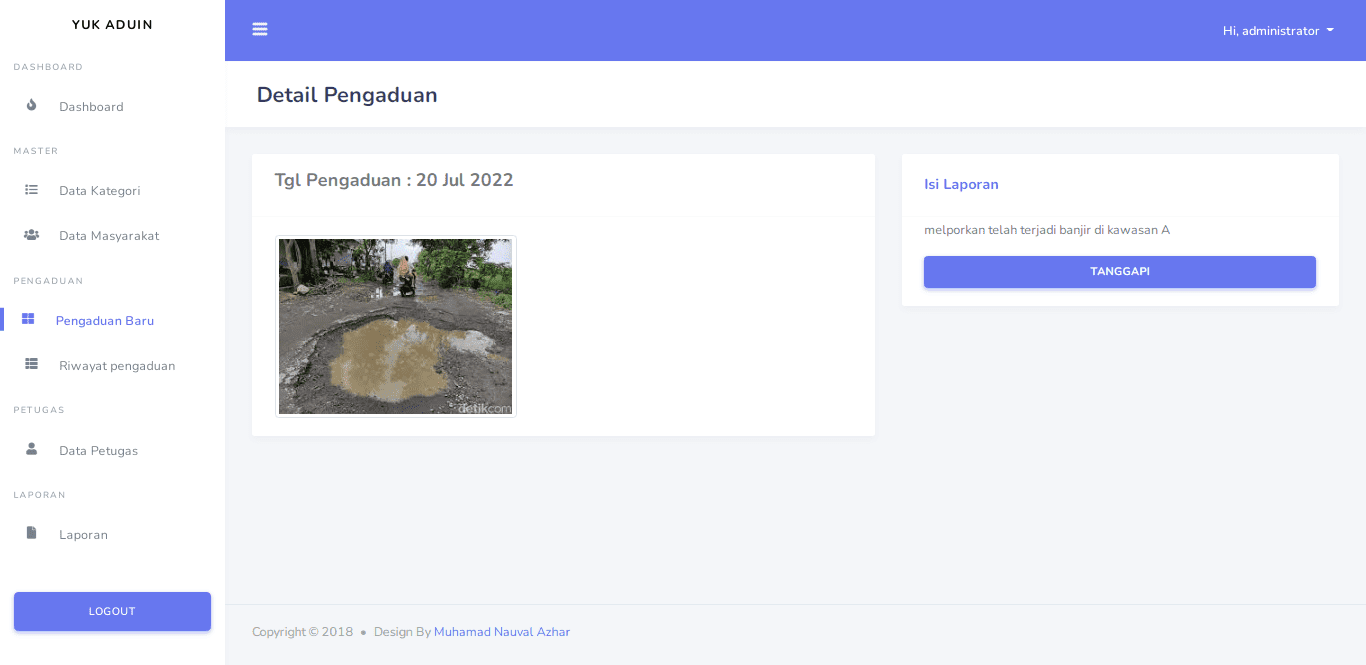 YUK ADUIN
DASHBOARD
Dashboard
MASTER
Data Kategori
Data Masyarakat
PENGADUAN
Pengaduan Baru
Riwayat pengaduan
PETUGAS
Data Petugas
LAPORAN
Laporan
LOGOUT
Hi, administrator
Detail Pengaduan
Tgl Pengaduan : 20 Jul 2022
detikcom
Isi Laporan
melporkan telah terjadi banjir di kawasan A
TANGGAPI
Copyright © 2018 • Design By Muhamad Nauval Azhar